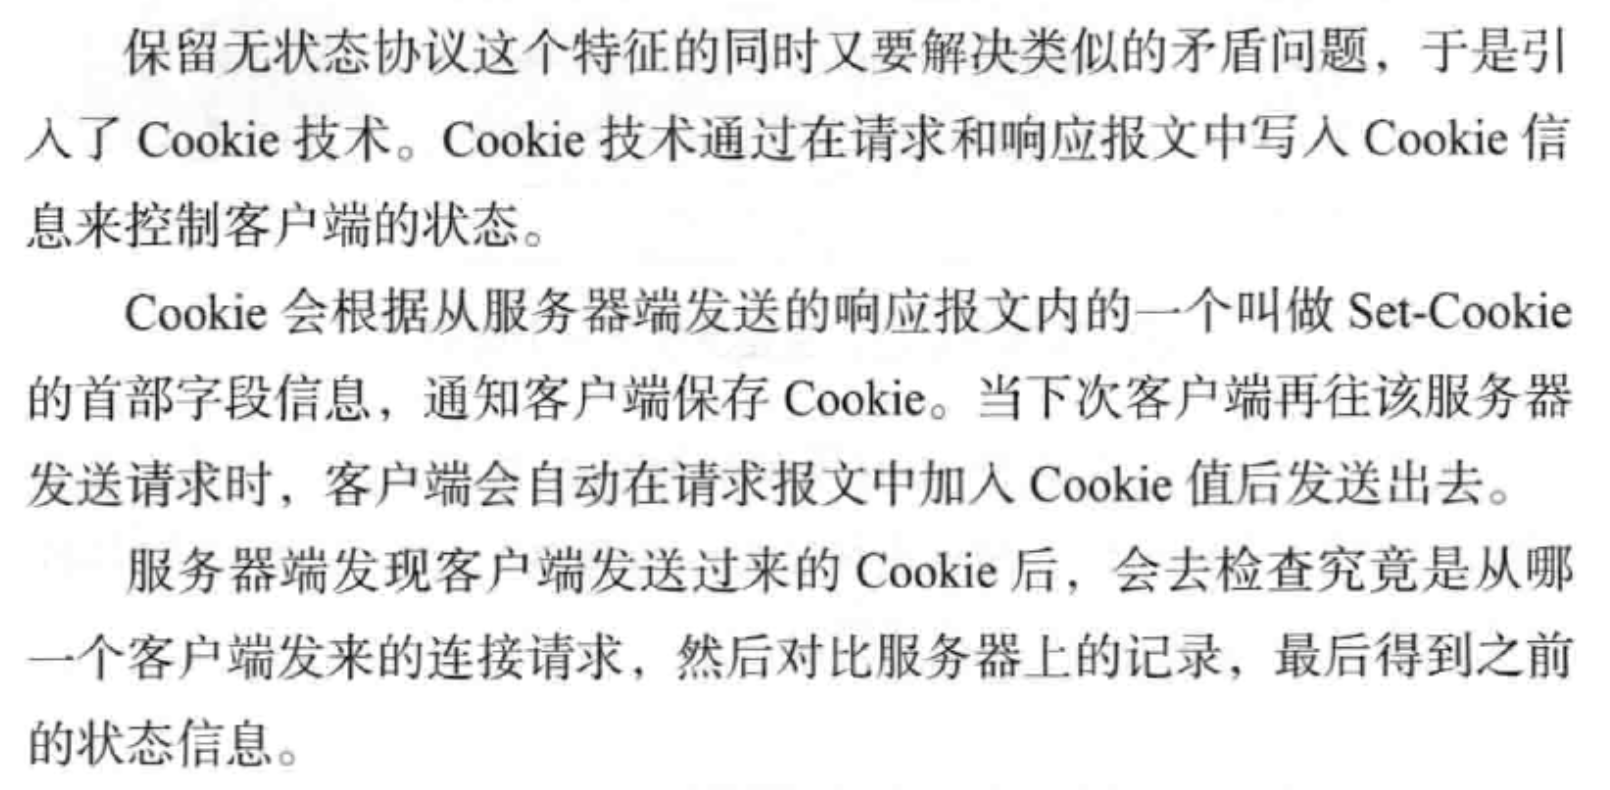 保留无状态协议这个特征的同时又要解决类似的矛盾问题，于是引
入了 Cookie 技术。Cookie 技术通过在请求和响应报文中写入 Cookie 信
息来控制客户端的状态。
Cookie 会根据从服务器端发送的响应报文内的一个叫做 Set-Cookie
的首部字段信息，通知客户端保存 Cookie。当下次客户端再往该服务器
发送请求时，客户端会自动在请求报文中加入 Cookie 值后发送出去。
服务器端发现客户端发送过来的 Cookie 后，会去检查究竟是从哪
一个客户端发来的连接请求，然后对比服务器上的记录，最后得到之前
的状态信息。